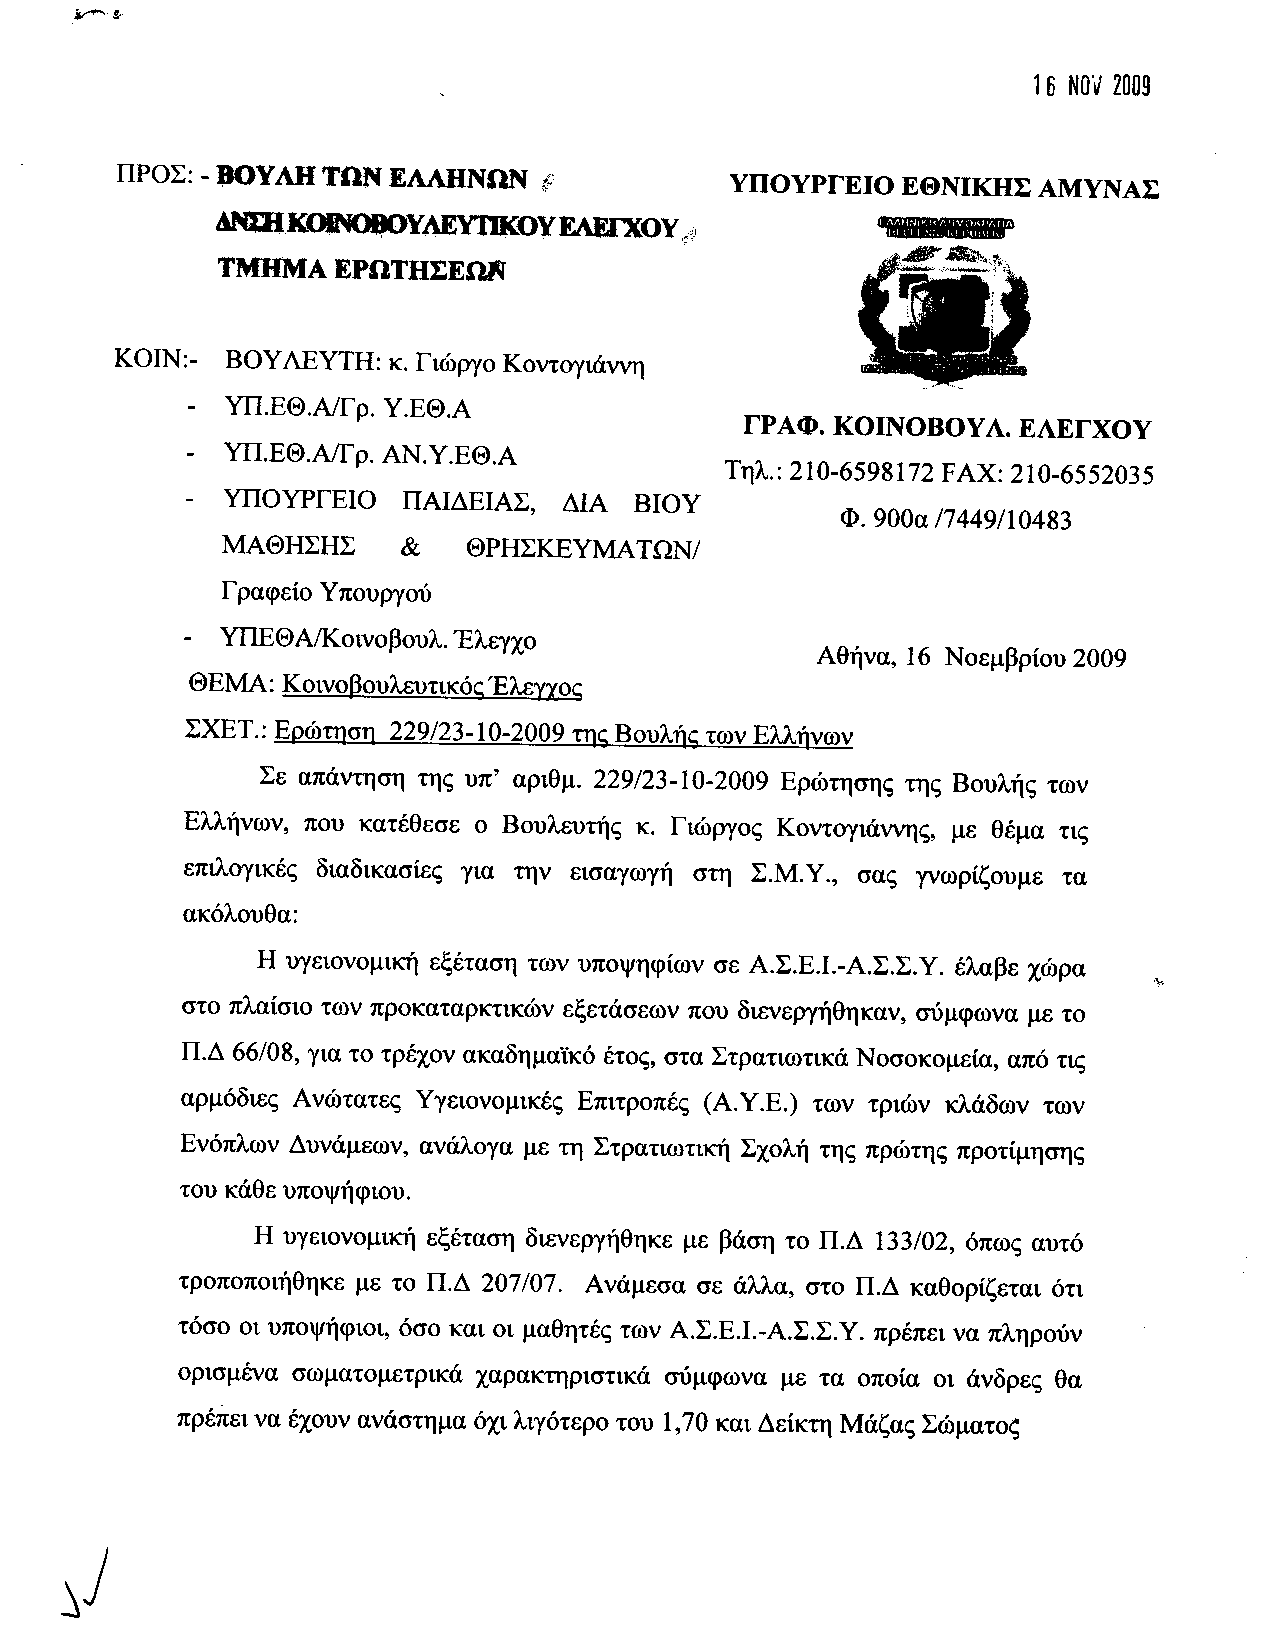 16 NOV 2009
ΠΡΟΣ: - ΒΟΥΛΗ ΤΩΝ ΕΛΛΗΝΩΝ
ΔΝΣΗ ΚΟΙΝΟΒΟΥΛΕΥΤΙΚΟΥ ΕΛΕΓΧΟΥ
ΤΜΗΜΑ ΕΡΩΤΗΣΕΩΝ
ΚΟΙΝ:- ΒΟΥΛΕΥΤΗ: κ. Γιώργο Κοντογιάννη
- ΥΠ.ΕΘ.Α/Γρ. Υ.ΕΘ.Α
- ΥΠ.ΕΘ.Α/Γρ. ΑΝ.Υ.ΕΘ.Α
- ΥΠΟΥΡΓΕΙΟ ΠΑΙΔΕΙΑΣ, ΔΙΑ ΒΙΟΥ
ΜΑΘΗΣΗΣ & ΘΡΗΣΚΕΥΜΑΤΩΝ/
Γραφείο Υπουργού
- ΥΠΕΘΑ/Κοινοβουλ. Έλεγχο
ΥΠΟΥΡΓΕΙΟ ΕΘΝΙΚΗΣ ΑΜΥΝΑΣ
ΓΡΑΦ. ΚΟΙΝΟΒΟΥΛ. ΕΛΕΓΧΟΥ
Τηλ.: 210-6598172 FAX: 210-6552035
Φ. 900α /7449/10483
Αθήνα, 16 Νοεμβρίου 2009
ΘΕΜΑ: Κοινοβουλευτικός Έλεγχος
ΣΧΕΤ.: Ερώτηση 229/23-10-2009 της Βουλής των Ελλήνων
Σε απάντηση της υπ’ αριθμ. 229/23-10-2009 Ερώτησης της Βουλής των
Ελλήνων, που κατέθεσε ο Βουλευτής κ. Γιώργος Κοντογιάννης, με θέμα τις
επιλογικές διαδικασίες για την εισαγωγή στη Σ.Μ.Υ., σας γνωρίζουμε τα
ακόλουθα:
Η υγειονομική εξέταση των υποψηφίων σε Α.Σ.Ε.Ι.-Α.Σ.Σ.Υ. έλαβε χώρα
στο πλαίσιο των προκαταρκτικών εξετάσεων που διενεργήθηκαν, σύμφωνα με το
Π.Δ 66/08, για το τρέχον ακαδημαϊκό έτος, στα Στρατιωτικά Νοσοκομεία, από τις
αρμόδιες Ανώτατες Υγειονομικές Επιτροπές (Α.Υ.Ε.) των τριών κλάδων των
Ενόπλων Δυνάμεων, ανάλογα με τη Στρατιωτική Σχολή της πρώτης προτίμησης
του κάθε υποψήφιου.
Η υγειονομική εξέταση διενεργήθηκε με βάση το Π.Δ 133/02, όπως αυτό
τροποποιήθηκε με το Π.Δ 207/07. Ανάμεσα σε άλλα, στο Π.Δ καθορίζεται ότι
τόσο οι υποψήφιοι, όσο και οι μαθητές των Α.Σ.Ε.Ι.-Α.Σ.Σ.Υ. πρέπει να πληρούν
ορισμένα σωματομετρικά χαρακτηριστικά σύμφωνα με τα οποία οι άνδρες θα
πρέπει να έχουν ανάστημα όχι λιγότερο του 1,70 και Δείκτη Μάζας Σώματος